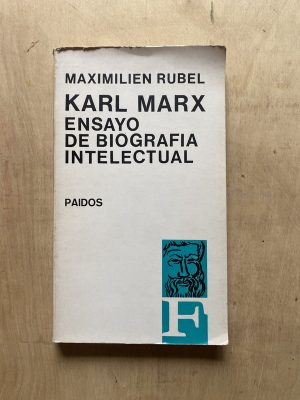 MAXIMILIEN RUBEL
KARL MARX
ENSAYO
DE BIOGRAFIA
INTELECTUAL
PAIDOS
F